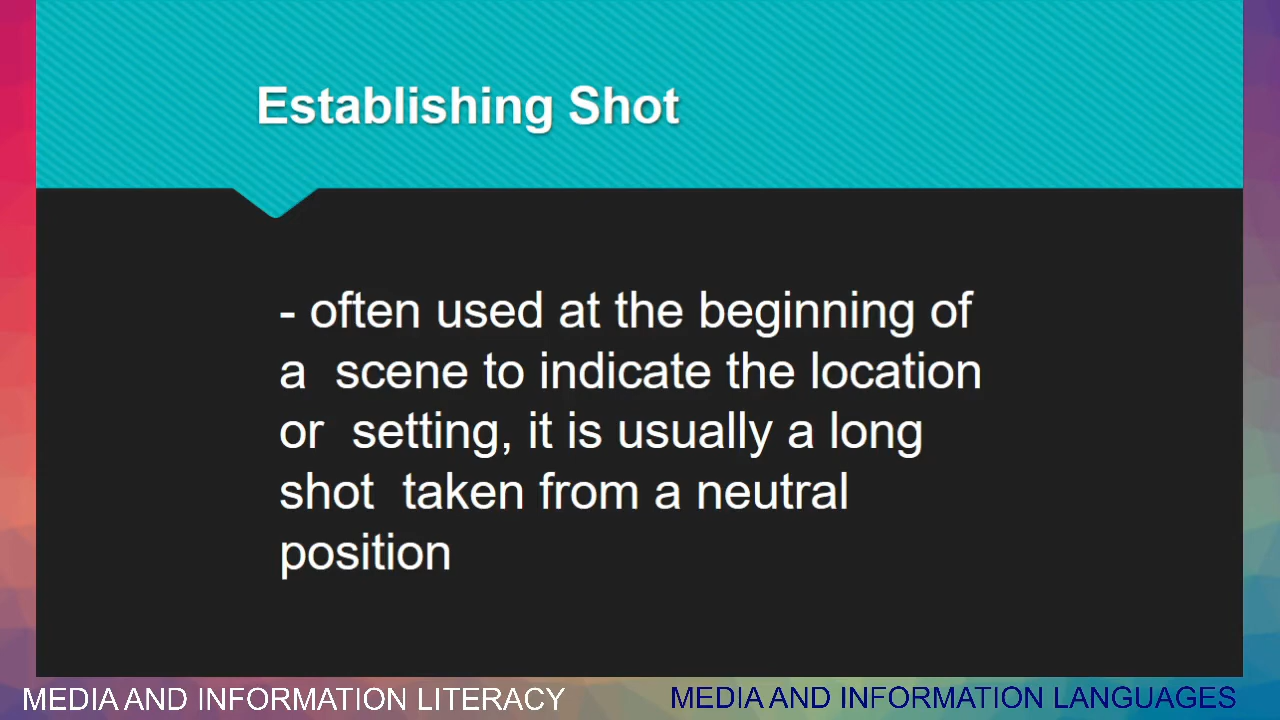 Establishing Shot
- often used at the beginning of
a  scene to indicate the location
or  setting, it is usually a long
shot  taken from a neutral
position
MEDIA AND INFORMATION LITERACY
MEDIA AND INFORMATION LANGUAGES